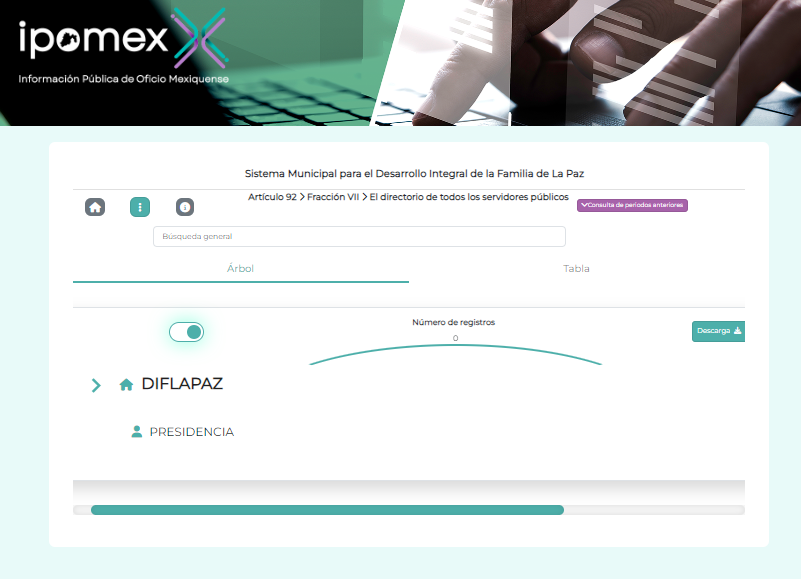 ipomex
Información Pública de Oficio Mexiquense
Sistema Municipal para el Desarrollo Integral de la Familia de La Paz
Artículo 92 > Fracción VII > El directorio de todos los servidores públicos
Consulta de periodos anteriores
Búsqueda general
Árbol
Tabla
Número de registros
0
Descarga
DIFLAPAZ
PRESIDENCIA